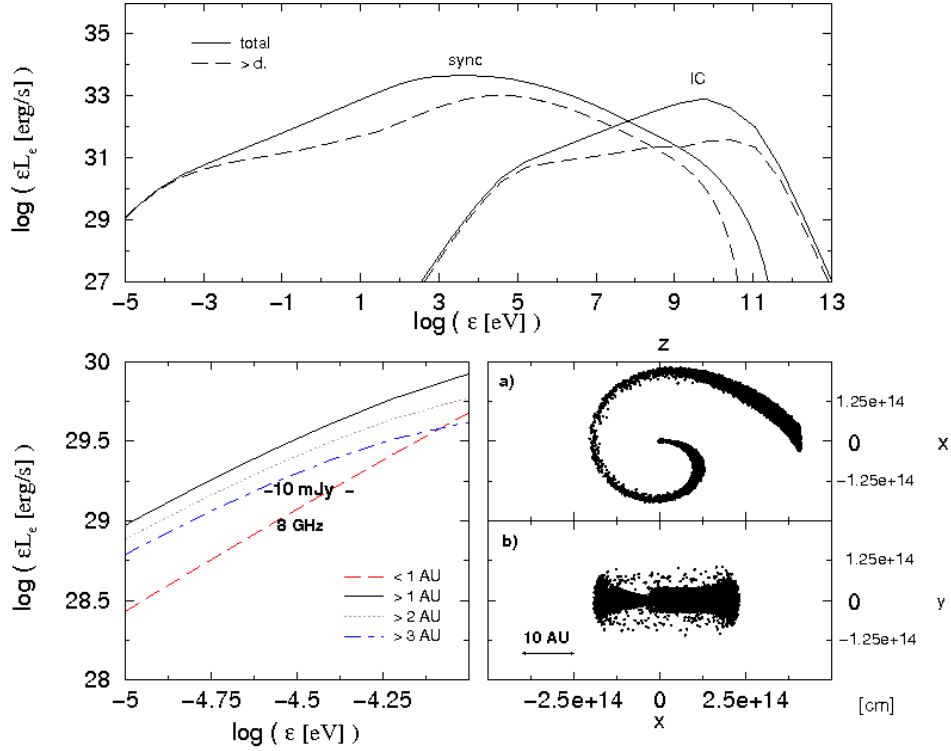 35
33
31
29
27
log ( εL_ε [erg/s] )
total
> d.
sync
IC
-5 -3 -1 1 3 5 7 9 11 13
log ( ε [eV] )
30
29.5
29
28.5
28
log ( εL_ε [erg/s] )
10 mJy
8 GHz
< 1 AU
> 1 AU
> 2 AU
> 3 AU
-5 -4.75 -4.5 -4.25
log ( ε [eV] )
z
a)
1.25e+14
0 x
-1.25e+14
b)
1.25e+14
0 y
-1.25e+14
10 AU
-2.5e+14 0 2.5e+14
x
[cm]